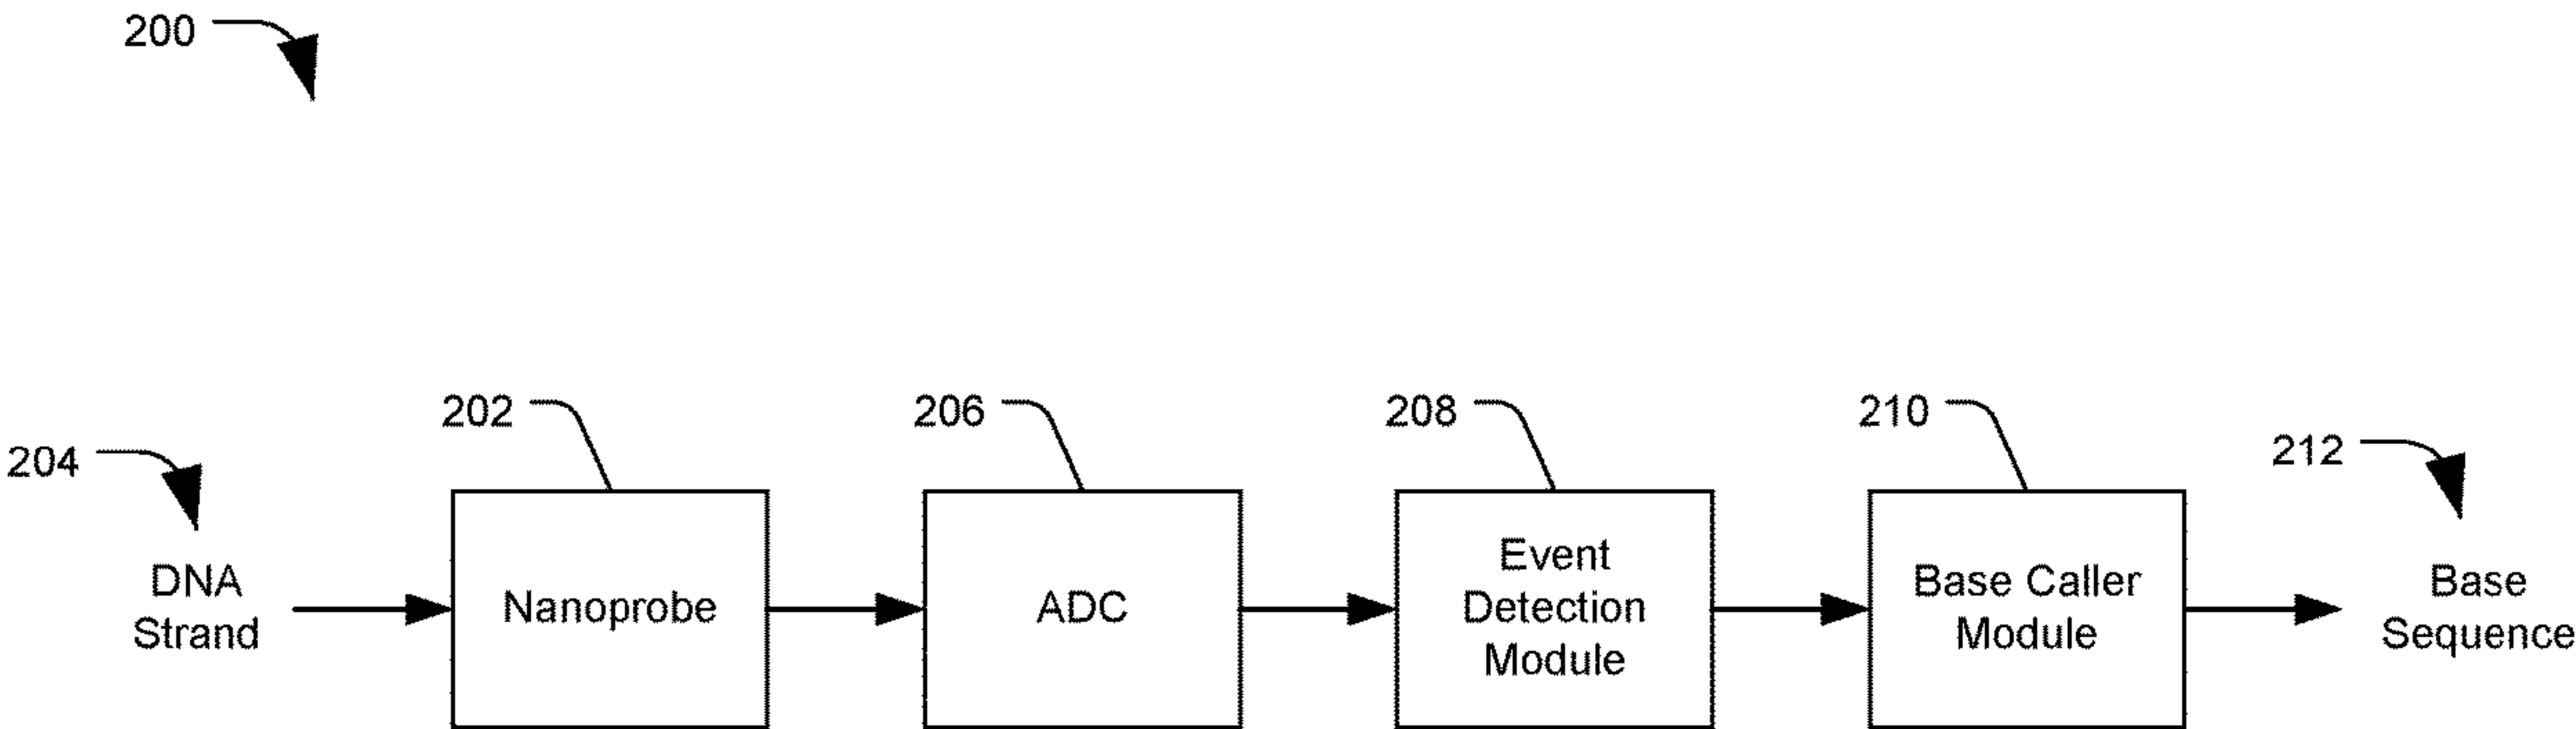 200
202
206
208
210
204
212
DNA
Strand
Nanoprobe
ADC
Event
Detection
Module
Base Caller
Module
Base
Sequence